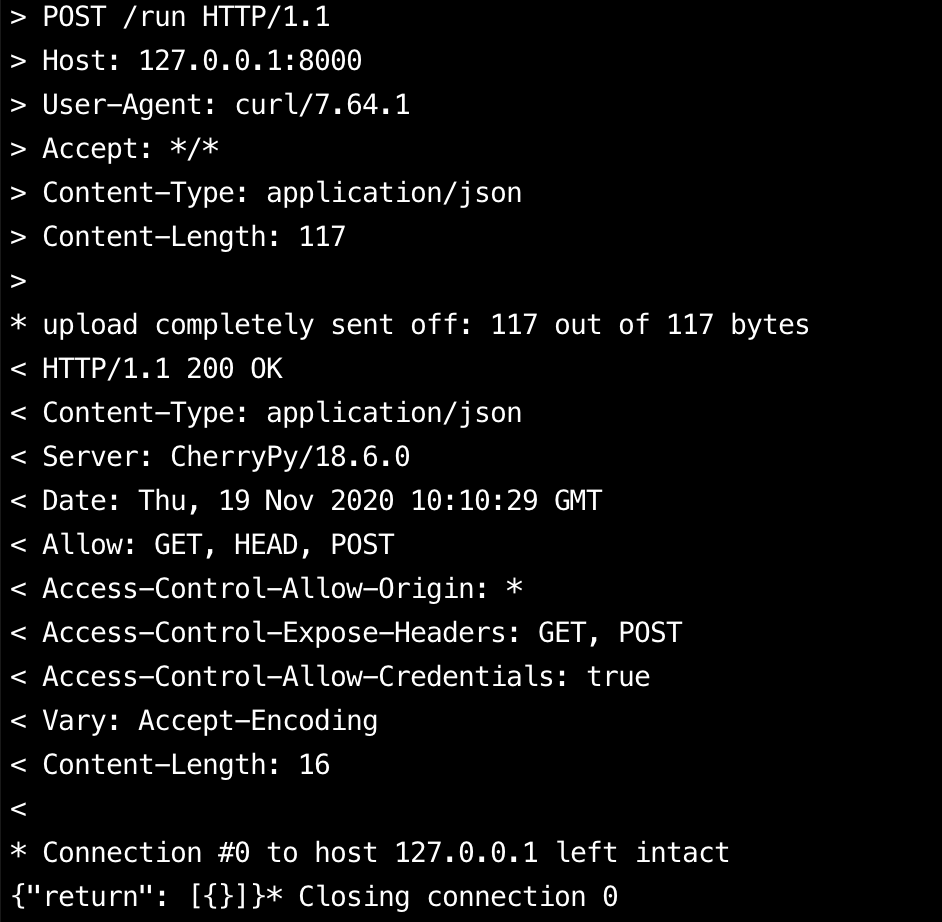 > POST /run HTTP/1.1
> Host: 127.0.0.1:8000
> User-Agent: curl/7.64.1
> Accept: */*
> Content-Type: application/json
> Content-Length: 117
>
* upload completely sent off: 117 out of 117 bytes
< HTTP/1.1 200 OK
< Content-Type: application/json
< Server: CherryPy/18.6.0
< Date: Thu, 19 Nov 2020 10:10:29 GMT
< Allow: GET, HEAD, POST
< Access-Control-Allow-Origin: *
< Access-Control-Expose-Headers: GET, POST
< Access-Control-Allow-Credentials: true
< Vary: Accept-Encoding
< Content-Length: 16
<
* Connection #0 to host 127.0.0.1 left intact
{"return": [{}]}* Closing connection 0